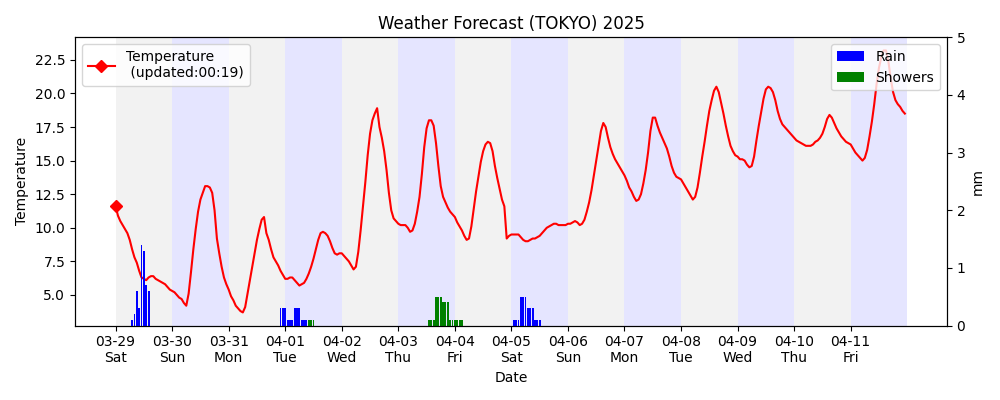 Weather Forecast (TOKYO) 2025
Temperature
(updated:00:19)
Rain
Showers
22.5
20.0
17.5
15.0
12.5
10.0
7.5
5.0
Temperature
5
4
3
2
1
0
mm
03-29 03-30 03-31 04-01 04-02 04-03 04-04 04-05 04-06 04-07 04-08 04-09 04-10 04-11
Sat Sun Mon Tue Wed Thu Fri Sat Sun Mon Tue Wed Thu Fri
Date